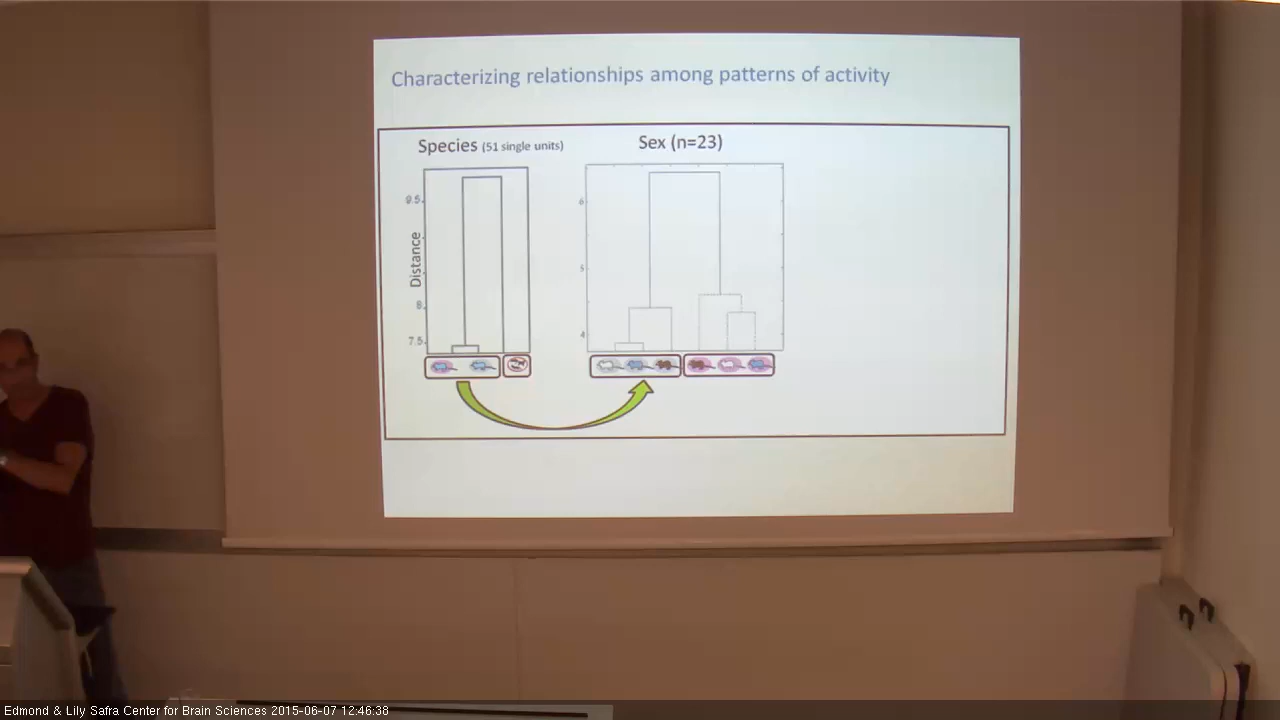 Characterizing relationships among patterns of activity
Species (51 single units)
Sex (n=23)
9.5
8
7.5
Distance
6
5
4
Edmond & Lily Safra Center for Brain Sciences 2015-06-07 12:46:38